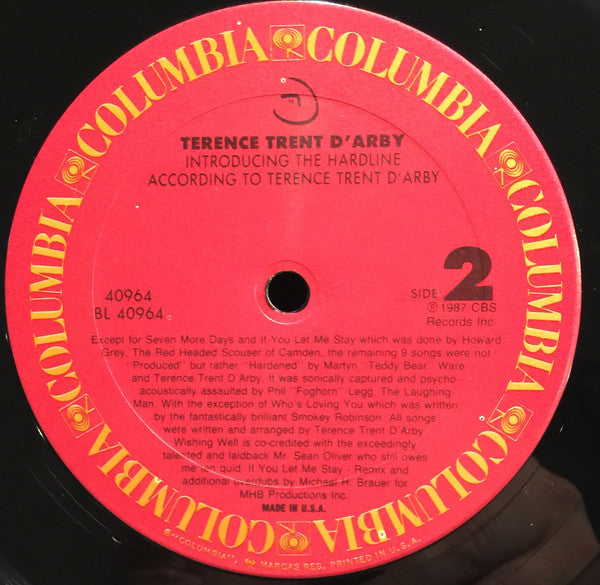 COLUMBIA COLUMBIA COLUMBIA COLUMBIA COLUMBIA COLUMBIA
TERENCE TRENT D'ARBY
INTRODUCING THE HARDLINE
ACCORDING TO TERENCE TRENT D'ARBY
40964
BL 40964
SIDE 2
℗ 1987 CBS
Records Inc.
Except for Seven More Days and If You Let Me Stay which was done by Howard
Grey, The Red Headed Scouser of Camden, the remaining 9 songs were not
"Produced" but rather "Hardened" by Martyn "Teddy Bear" Ware
and Terence Trent D'Arby. It was sonically captured and psycho-
acoustically assaulted by Phil "Foghorn" Legg, The Laughing
Man. With the exception of Who's Loving You which was written
by the fantastically brilliant Smokey Robinson. All songs
were written and arranged by Terence Trent D'Arby
Wishing Well is co-credited with the exceedingly
talented and laidback Mr. Sean Oliver who still owes
me ten quid. If You Let Me Stay - Remix and
additional overdubs by Michael H. Brauer for
MHB Productions Inc.
MADE IN U.S.A.
"COLUMBIA", MARCAS REG. PRINTED IN U.S.A.